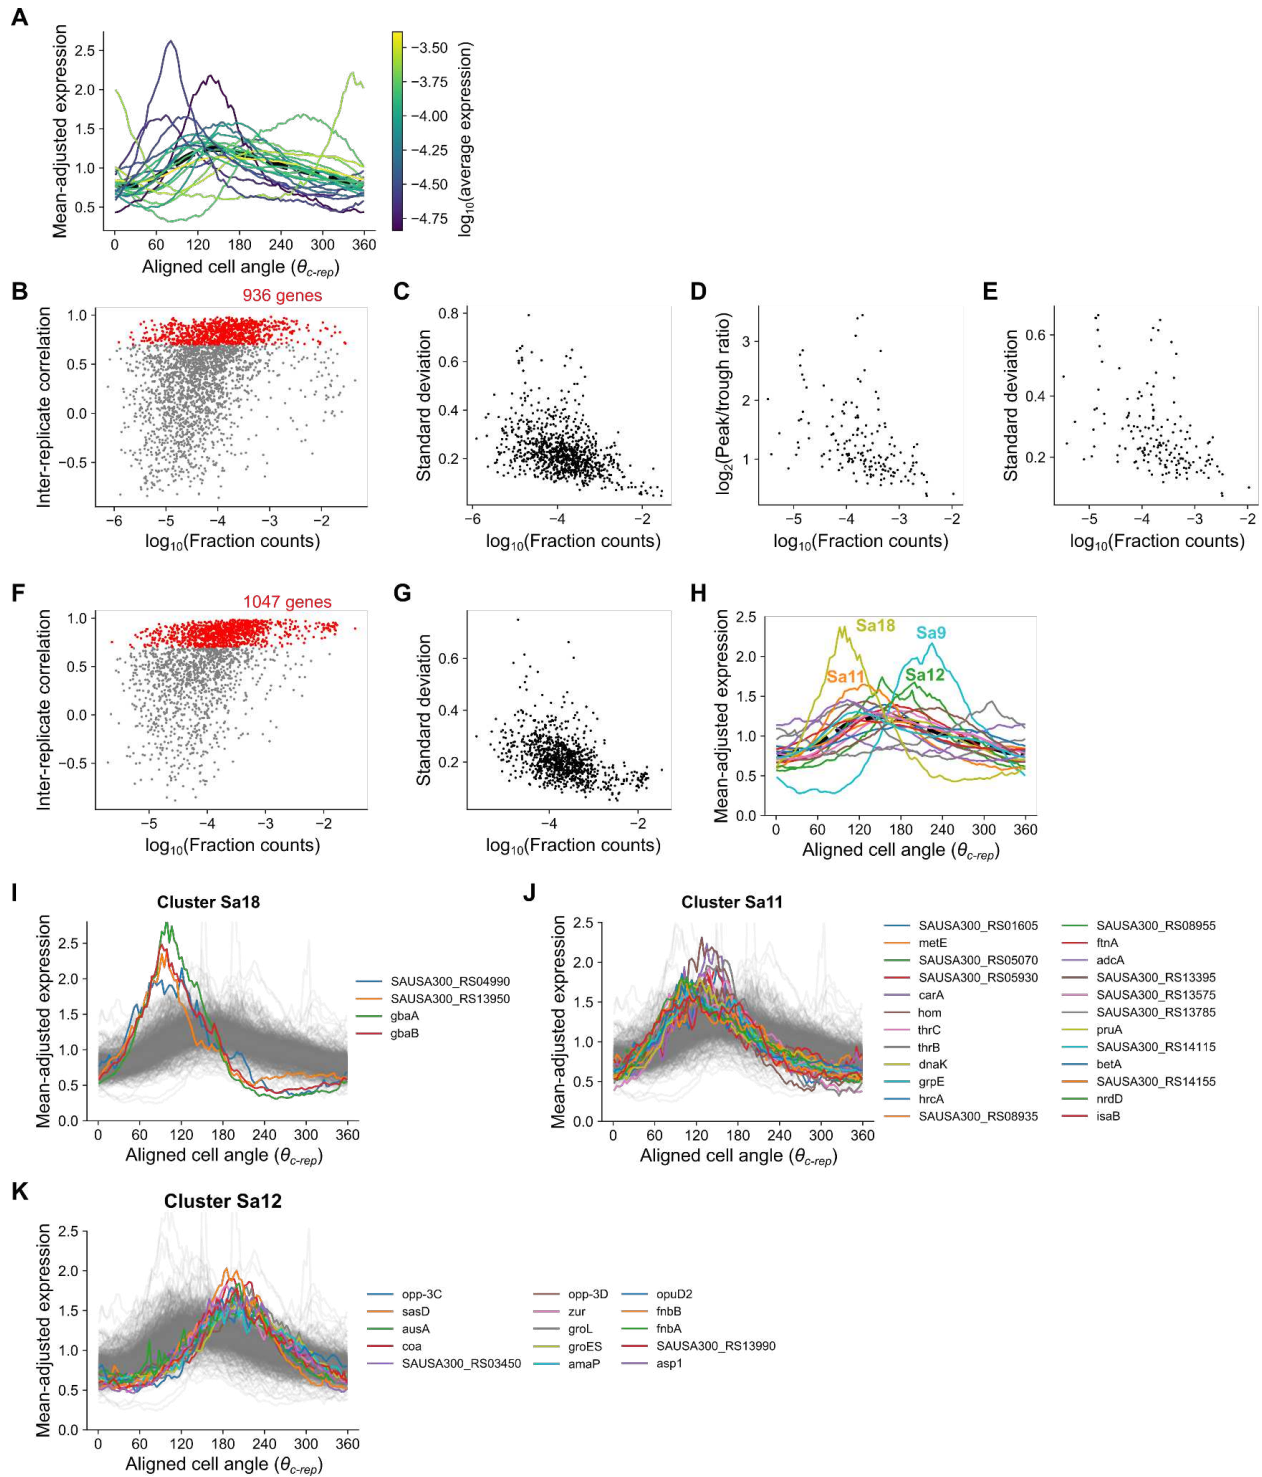 A
Mean-adjusted expression
2.5
2.0
1.5
1.0
0.5
0 60 120 180 240 300 360
Aligned cell angle (θc-rep)
−3.50
−3.75
−4.00
−4.25
−4.50
−4.75
log10(average expression)
B
936 genes
Inter-replicate correlation
1.0
0.5
0.0
−0.5
−6 −5 −4 −3 −2
log10(Fraction counts)
C
Standard deviation
0.8
0.6
0.4
0.2
−6 −4 −2
log10(Fraction counts)
D
log2(Peak/trough ratio)
3
2
1
−5 −4 −3 −2
log10(Fraction counts)
E
Standard deviation
0.6
0.4
0.2
−5 −4 −3 −2
log10(Fraction counts)
F
1047 genes
Inter-replicate correlation
1.0
0.5
0.0
−0.5
−5 −4 −3 −2
log10(Fraction counts)
G
Standard deviation
0.6
0.4
0.2
−4 −2
log10(Fraction counts)
H
Mean-adjusted expression
2.5
2.0
1.5
1.0
0.5
0.0
Sa18
Sa9
Sa11
Sa12
0 60 120 180 240 300 360
Aligned cell angle (θc-rep)
I
Cluster Sa18
Mean-adjusted expression
2.5
2.0
1.5
1.0
0.5
0.0
0 60 120 180 240 300 360
Aligned cell angle (θc-rep)
SAUSA300_RS04990
SAUSA300_RS13950
gbaA
gbaB
J
Cluster Sa11
Mean-adjusted expression
2.5
2.0
1.5
1.0
0.5
0.0
0 60 120 180 240 300 360
Aligned cell angle (θc-rep)
SAUSA300_RS01605
metE
SAUSA300_RS05070
SAUSA300_RS05930
carA
hom
thrC
thrB
dnaK
grpE
hrcA
SAUSA300_RS08935
SAUSA300_RS08955
ftnA
adcA
SAUSA300_RS13395
SAUSA300_RS13575
SAUSA300_RS13785
pruA
SAUSA300_RS14115
betA
SAUSA300_RS14155
nrdD
isaB
K
Cluster Sa12
Mean-adjusted expression
2.5
2.0
1.5
1.0
0.5
0.0
0 60 120 180 240 300 360
Aligned cell angle (θc-rep)
opp-3C
sasD
ausA
coa
SAUSA300_RS03450
opp-3D
zur
groL
groES
amaP
opuD2
fnbB
fnbA
SAUSA300_RS13990
asp1